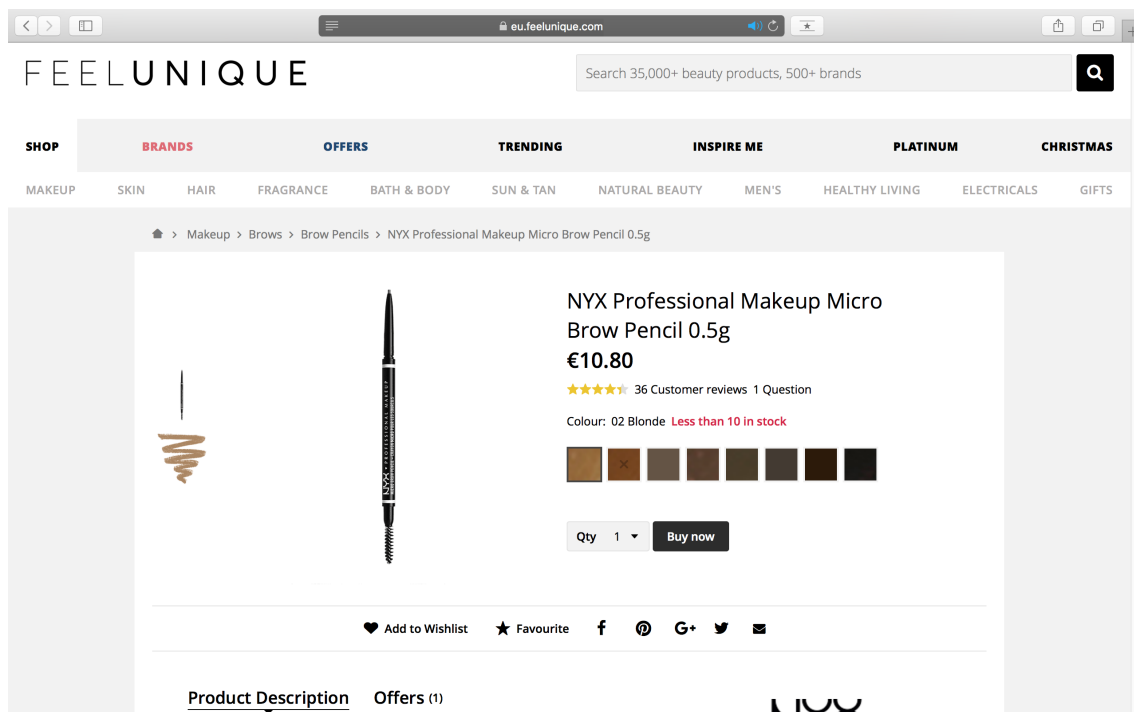 eu.feelunique.com
FEELUNIQUE
Search 35,000+ beauty products, 500+ brands
SHOP BRANDS OFFERS TRENDING INSPIRE ME PLATINUM CHRISTMAS
MAKEUP SKIN HAIR FRAGRANCE BATH & BODY SUN & TAN NATURAL BEAUTY MEN'S HEALTHY LIVING ELECTRICALS GIFTS
> Makeup > Brows > Brow Pencils > NYX Professional Makeup Micro Brow Pencil 0.5g
NYX Professional Makeup Micro
Brow Pencil 0.5g
€10.80
36 Customer reviews 1 Question
Colour: 02 Blonde Less than 10 in stock
NYX PROFESSIONAL MAKEUP
Qty 1 Buy now
Add to Wishlist Favourite G+
Product Description Offers (1)